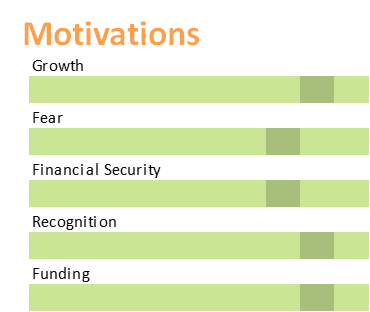 Motivations
Growth
Fear
Financial Security
Recognition
Funding